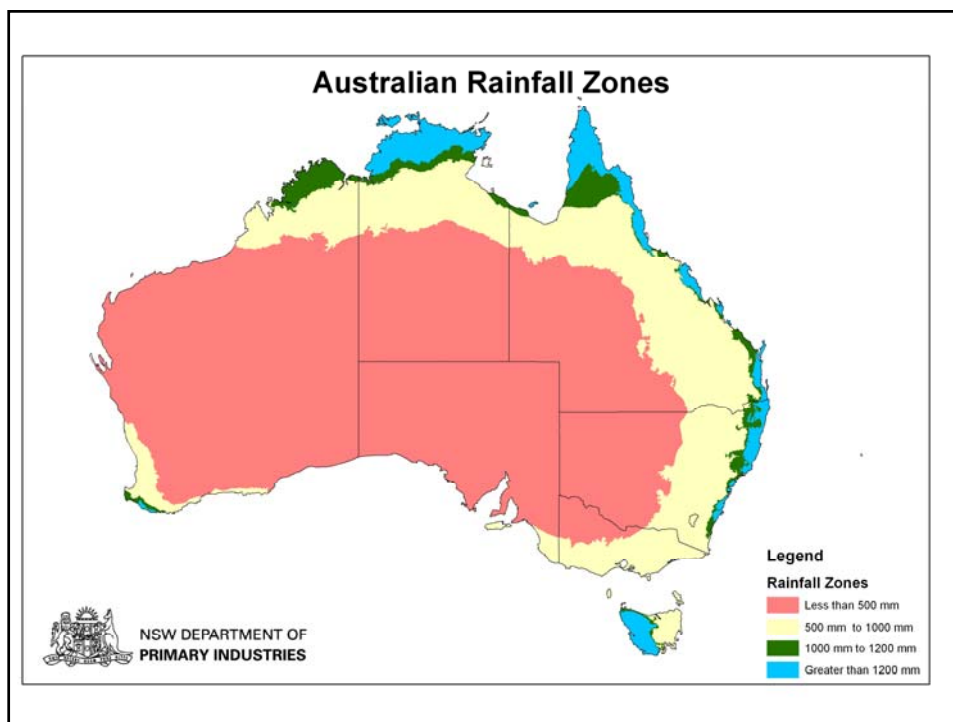 Australian Rainfall Zones
Legend
Rainfall Zones
Less than 500 mm
500 mm to 1000 mm
1000 mm to 1200 mm
Greater than 1200 mm
NSW DEPARTMENT OF
PRIMARY INDUSTRIES